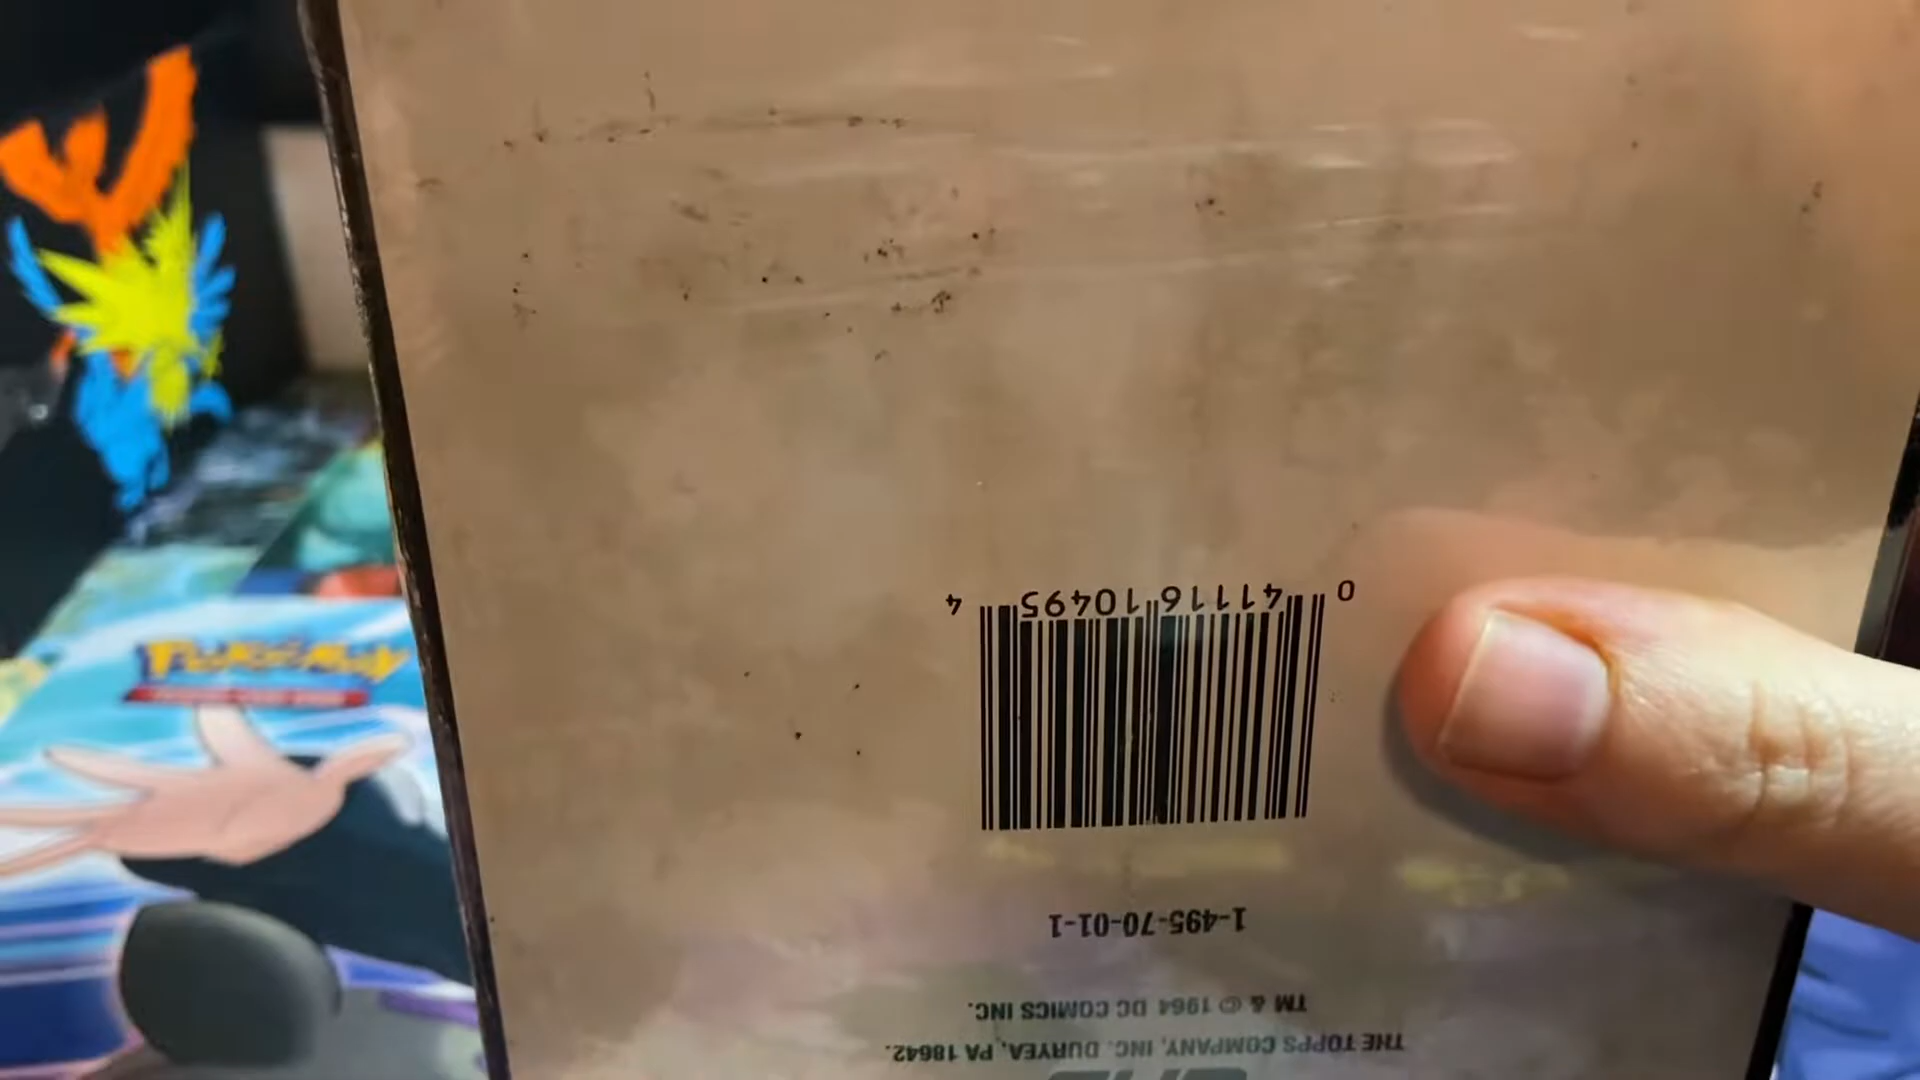 THE TOPPS COMPANY, INC. DURYEA, PA 18642.
TM & © 1964 DC COMICS INC.
1-495-70-01-1
0 41116 10495 4
Pokémon